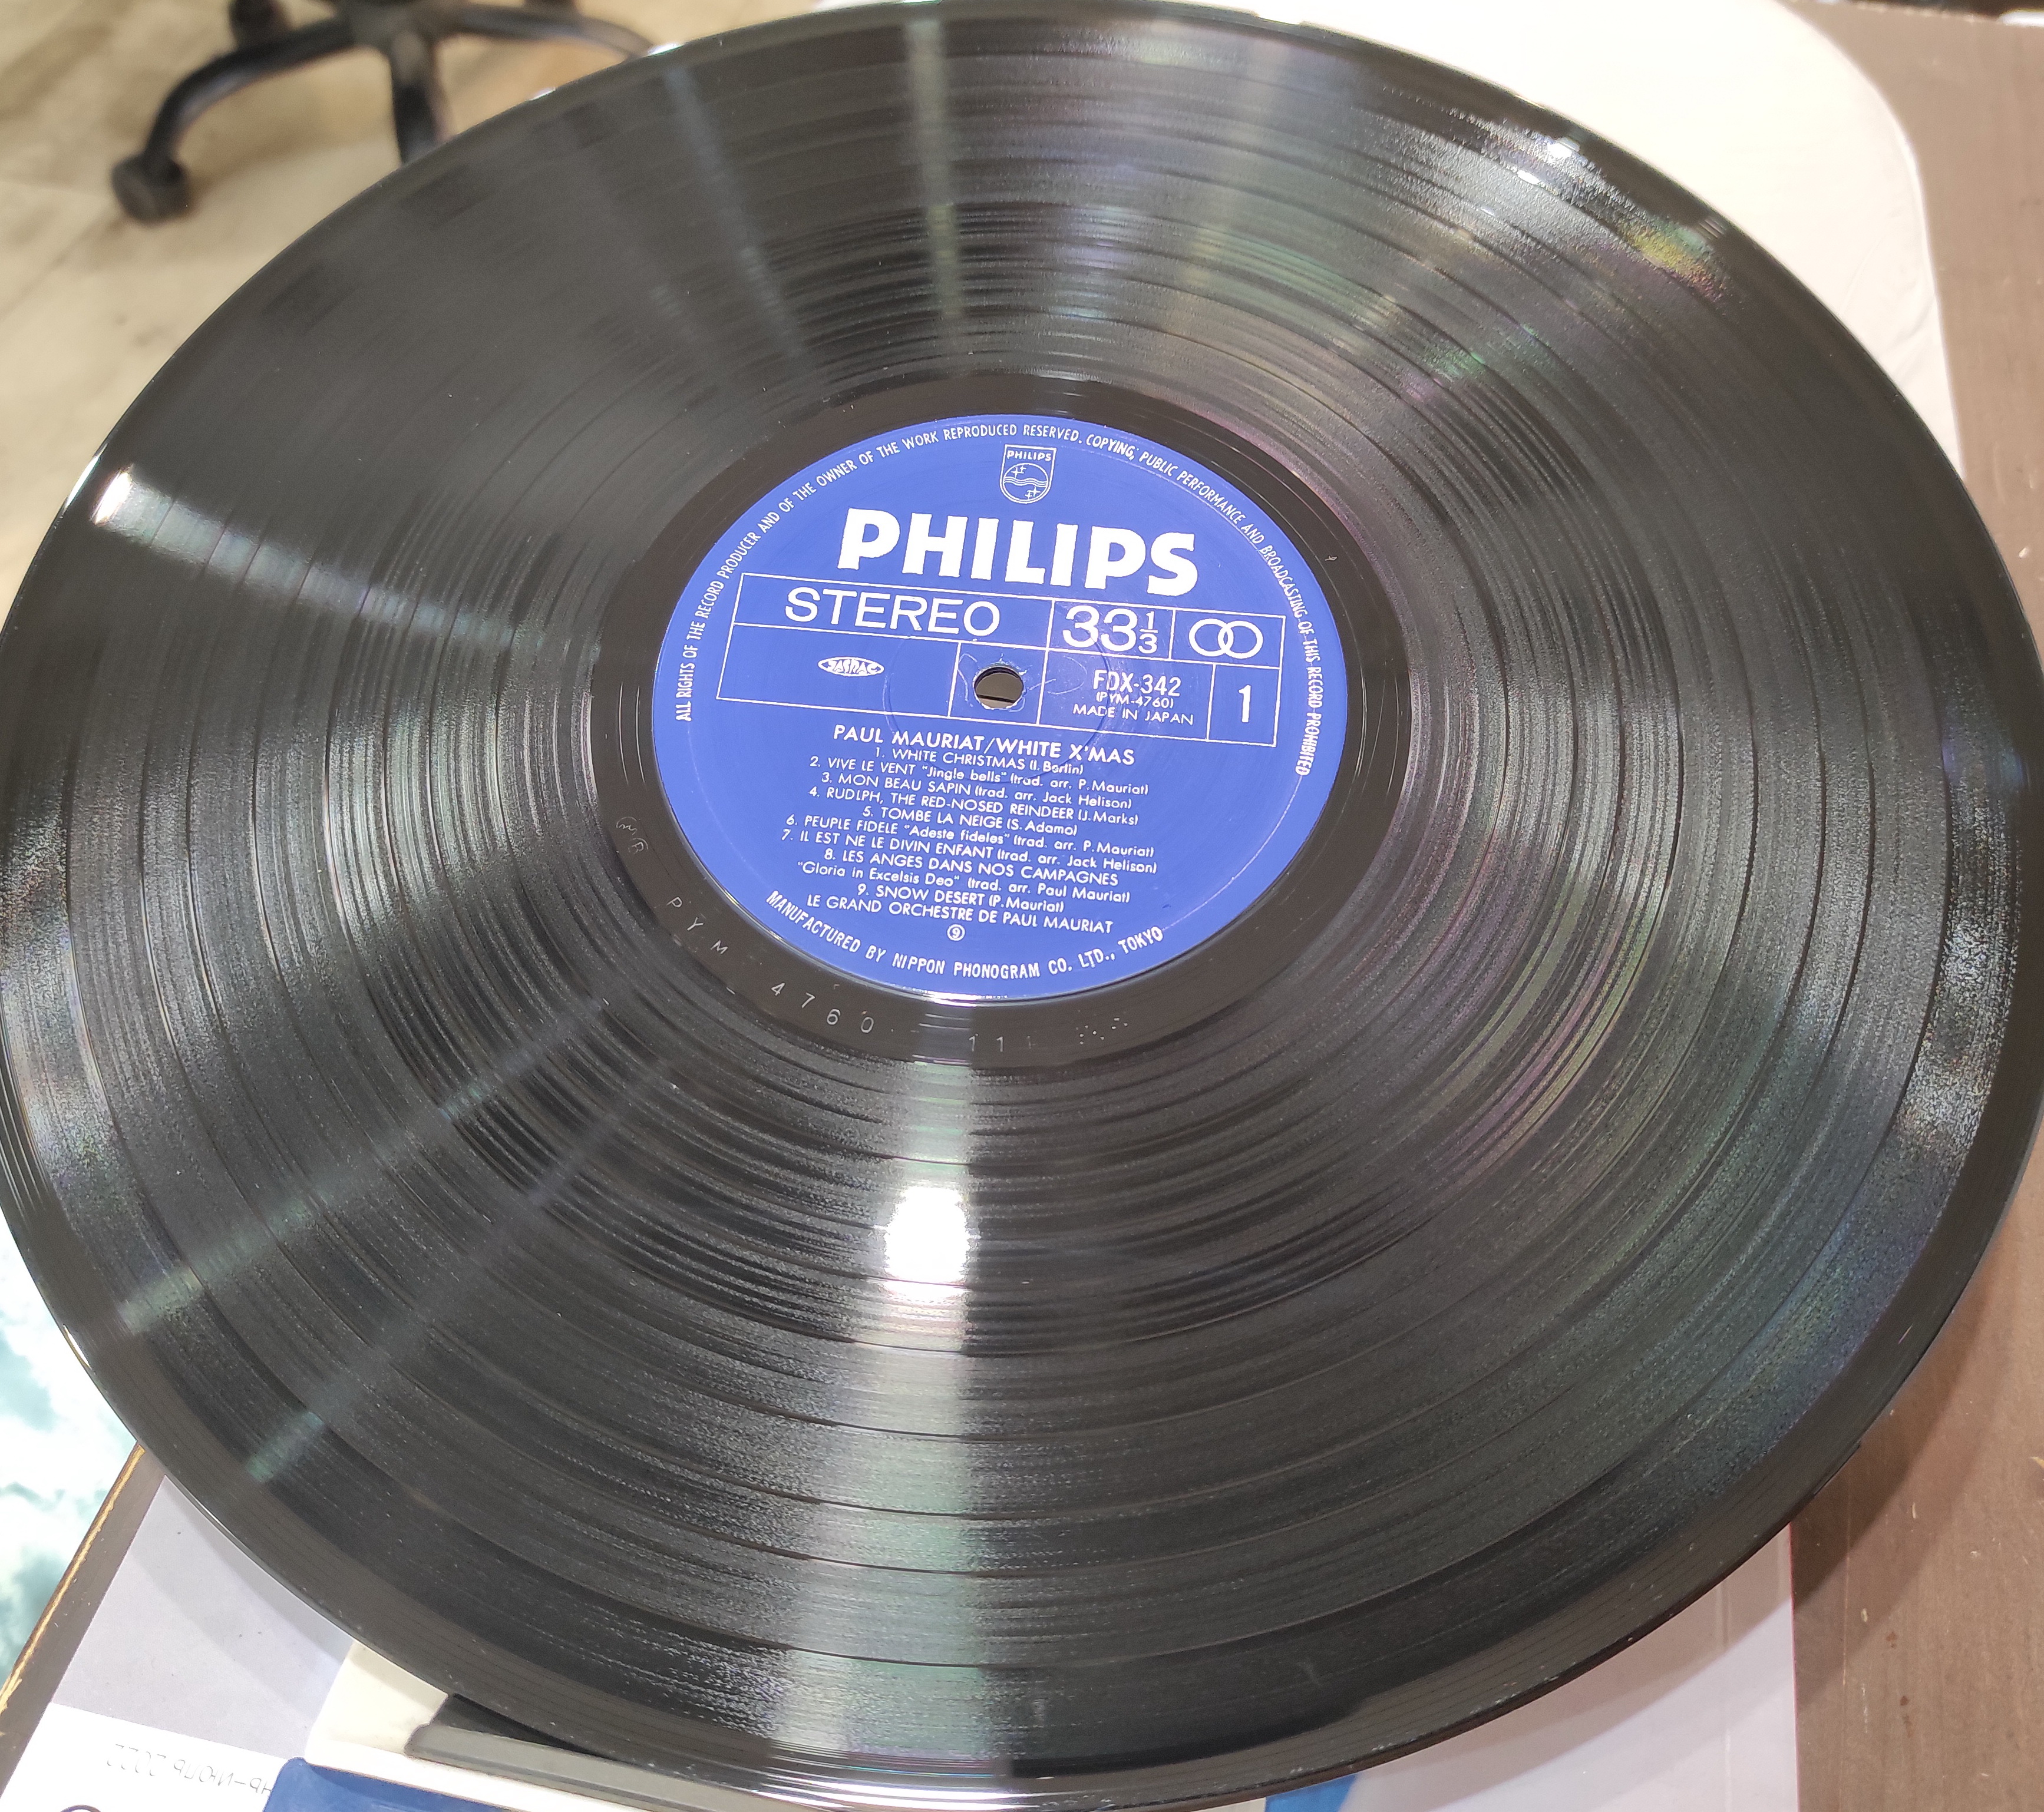 ALL RIGHTS OF THE RECORD PRODUCER AND OF THE OWNER OF THE WORK REPRODUCED RESERVED. COPYING, PUBLIC PERFORMANCE AND BROADCASTING OF THIS RECORD PROHIBITED
PHILIPS
PHILIPS
STEREO 33 1/3
JASRAC
FDX-342
(PYM-4760)
MADE IN JAPAN
1
PAUL MAURIAT/WHITE X'MAS
1. WHITE CHRISTMAS (I. Berlin)
2. VIVE LE VENT "Jingle bells" (trad. arr. P. Mauriat)
3. MON BEAU SAPIN (trad. arr. Jack Helison)
4. RUDLPH, THE RED-NOSED REINDEER (J. Marks)
5. TOMBE LA NEIGE (S. Adamo)
6. PEUPLE FIDELE "Adeste fideles" (trad. arr. P. Mauriat)
7. IL EST NE LE DIVIN ENFANT (trad. arr. Jack Helison)
8. LES ANGES DANS NOS CAMPAGNES
"Gloria in Excelsis Deo" (trad. arr. Paul Mauriat)
9. SNOW DESERT (P. Mauriat)
LE GRAND ORCHESTRE DE PAUL MAURIAT
9
MANUFACTURED BY NIPPON PHONOGRAM CO. LTD., TOKYO
PYM-4760